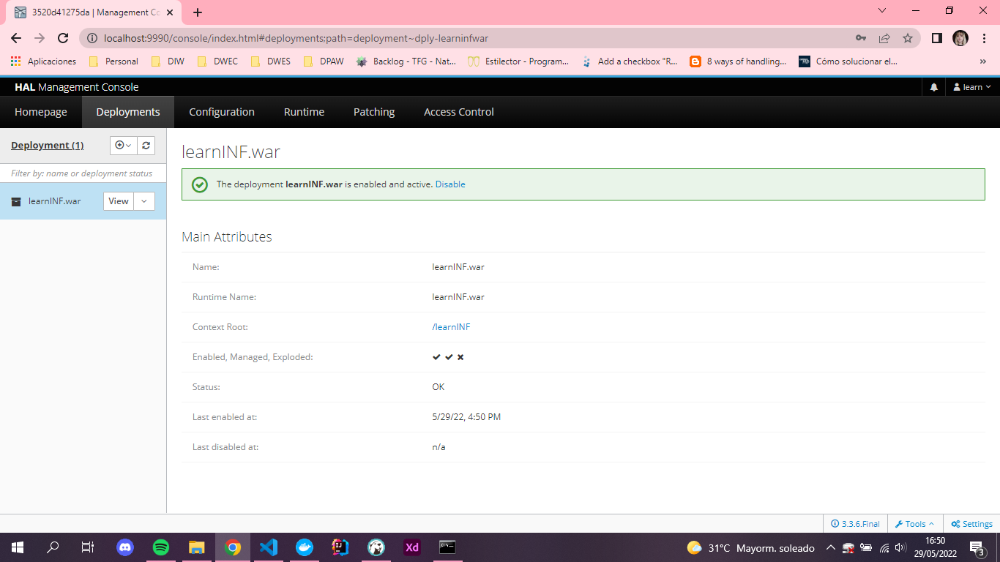 3520d41275da | Management Co
localhost:9990/console/index.html#deployments;path=deployment~dply-learninfwar
Aplicaciones Personal DIW DWEC DWES DPAW Backlog - TFG - Nat... Estilector - Program... Add a checkbox "R... 8 ways of handling... Cómo solucionar el... »
HAL Management Console learn
Homepage Deployments Configuration Runtime Patching Access Control
Deployment (1)
Filter by: name or deployment status
learnINF.war View
learnINF.war
The deployment learnINF.war is enabled and active. Disable
Main Attributes
Name: learnINF.war
Runtime Name: learnINF.war
Context Root: /learnINF
Enabled, Managed, Exploded:
Status: OK
Last enabled at: 5/29/22, 4:50 PM
Last disabled at: n/a
3.3.6.Final Tools Settings
Xd 31°C Mayorm. soleado 16:50
29/05/2022 3